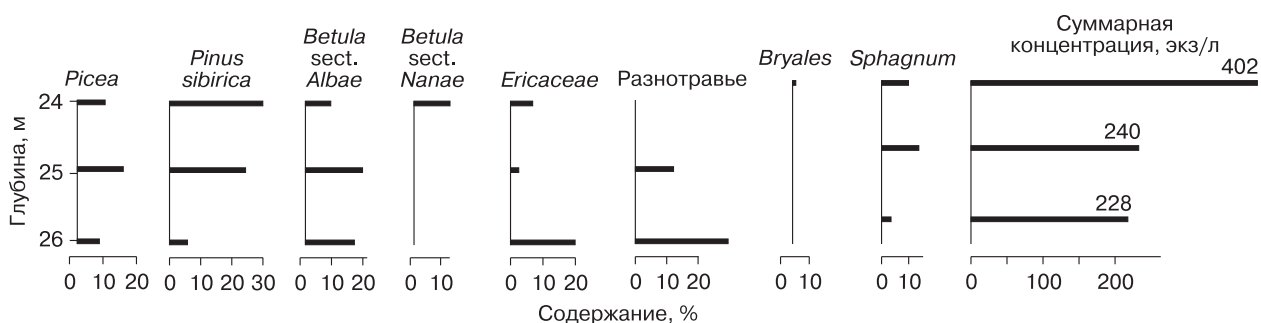 Picea
Pinus
sibirica
Betula
sect.
Albae
Betula
sect.
Nanae
Ericaceae
Разнотравье
Bryales
Sphagnum
Суммарная
концентрация, экз/л
402
240
228
Глубина, м
24
25
26
0 10 20
0 10 20 30
0 10 20
0 10
0 10 20
0 10 20 30
0 10
0 10
0 100 200
Содержание, %